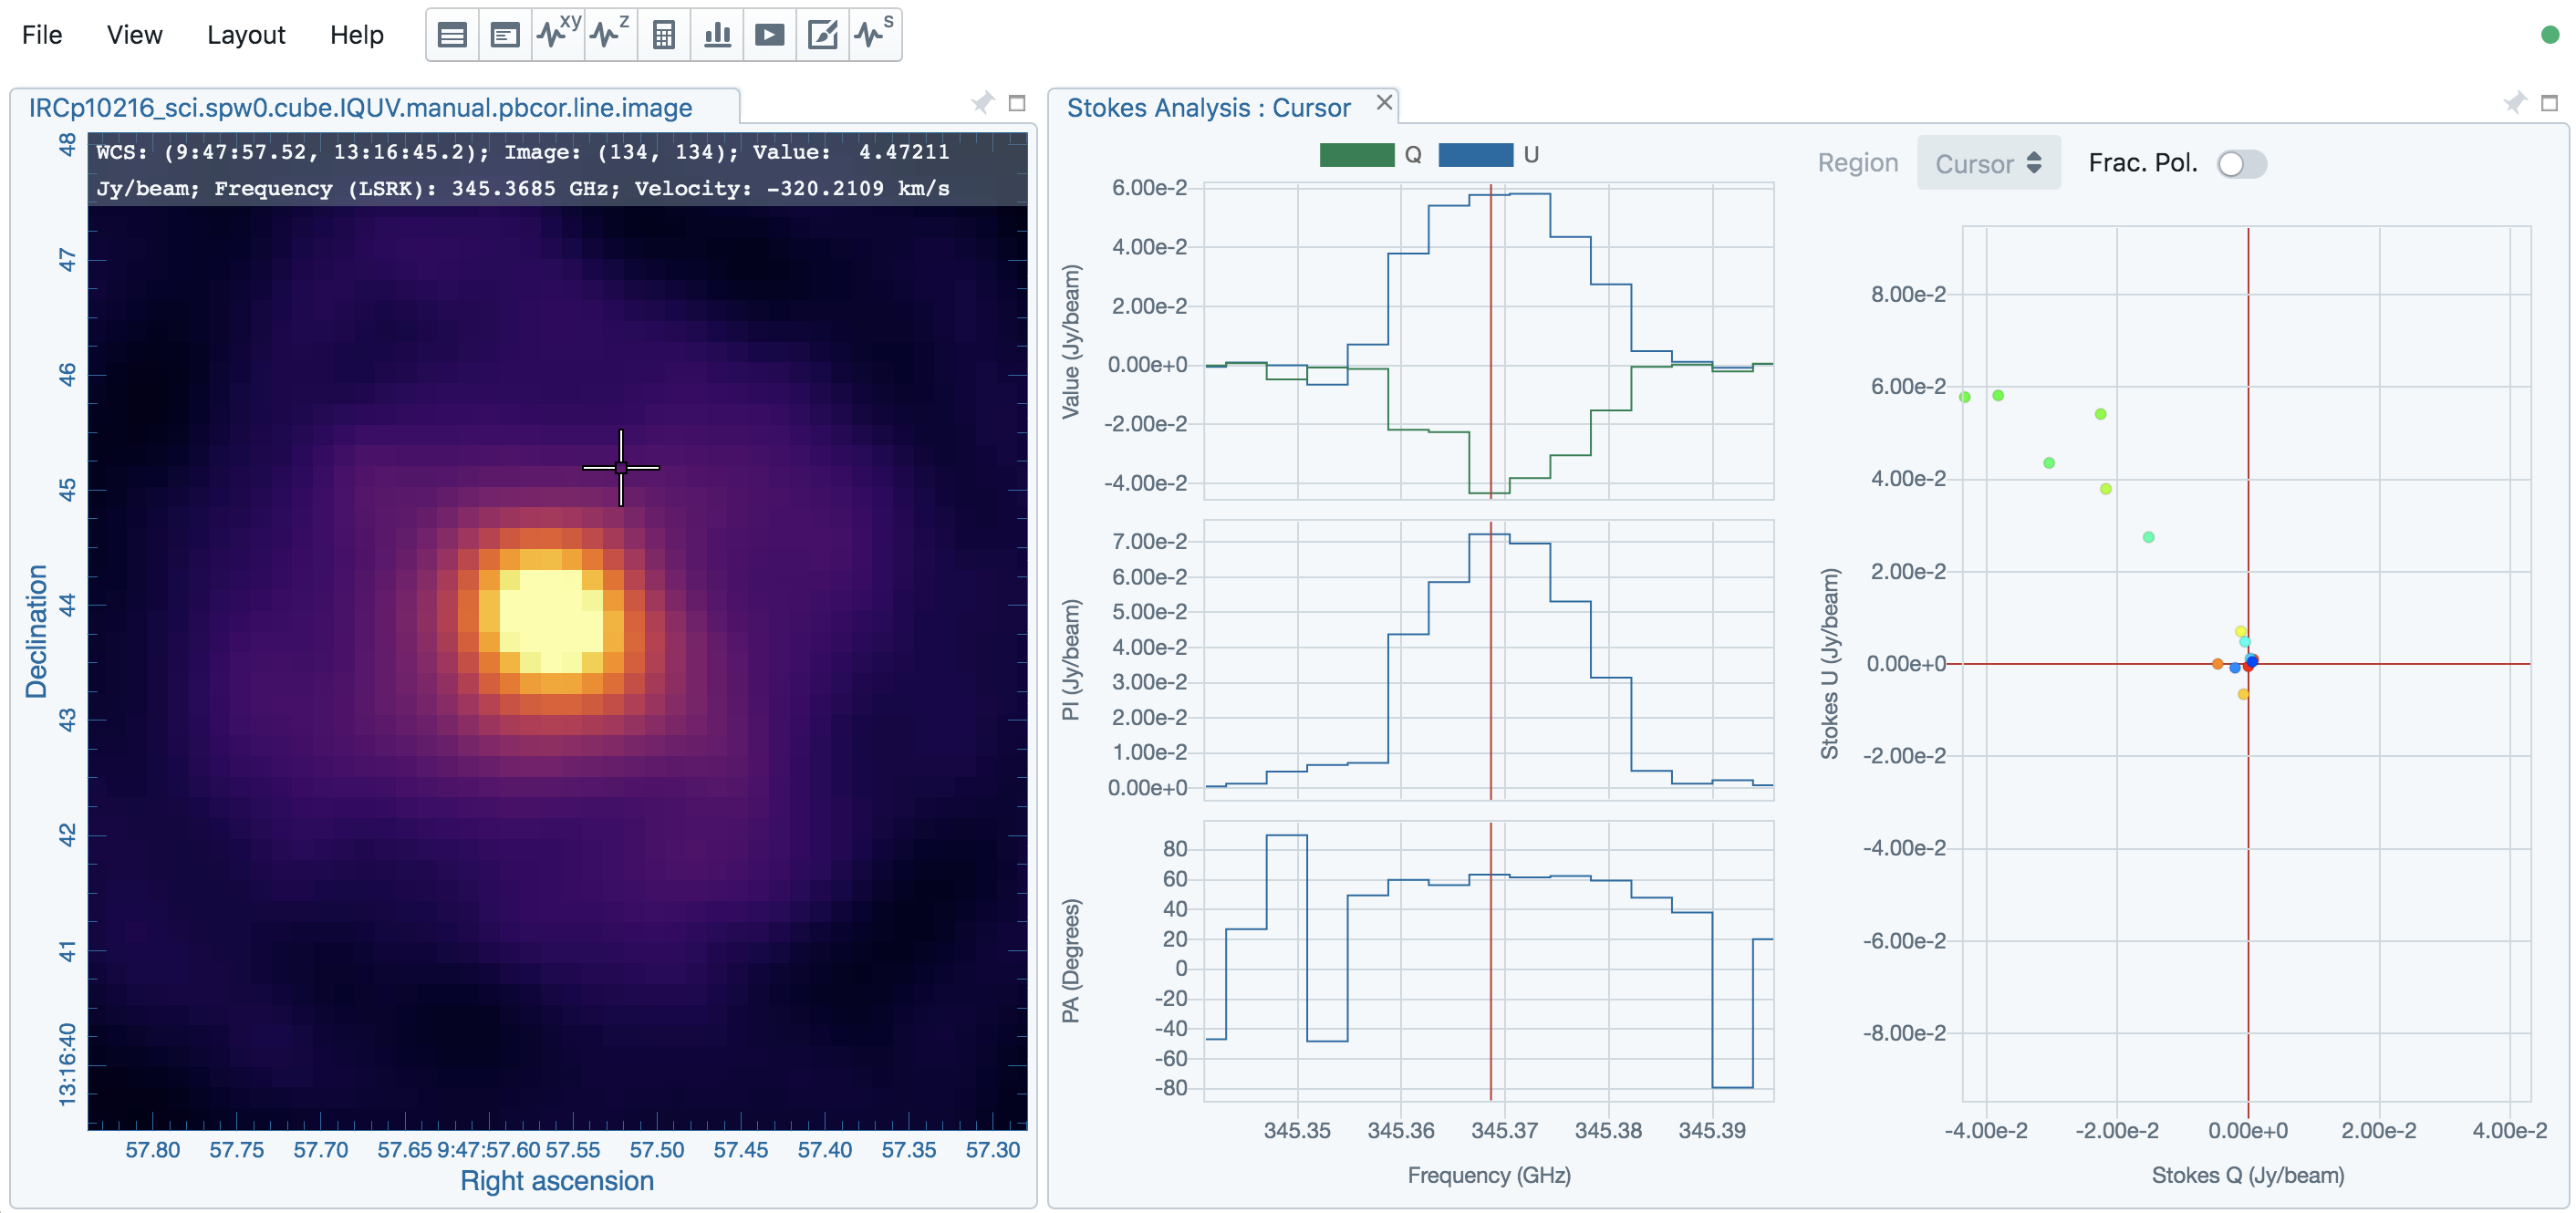 File View Layout Help
xy z s
IRCp10216_sci.spw0.cube.IQUV.manual.pbcor.line.image
WCS: (9:47:57.52, 13:16:45.2); Image: (134, 134); Value: 4.47211
Jy/beam; Frequency (LSRK): 345.3685 GHz; Velocity: -320.2109 km/s
48
47
46
45
44
43
42
41
13:16:40
Declination
57.80 57.75 57.70 57.65 9:47:57.60 57.55 57.50 57.45 57.40 57.35 57.30
Right ascension
Stokes Analysis : Cursor
Q U
6.00e-2
4.00e-2
2.00e-2
0.00e+0
-2.00e-2
-4.00e-2
Value (Jy/beam)
7.00e-2
6.00e-2
5.00e-2
4.00e-2
3.00e-2
2.00e-2
1.00e-2
0.00e+0
PI (Jy/beam)
80
60
40
20
0
-20
-40
-60
-80
PA (Degrees)
345.35 345.36 345.37 345.38 345.39
Frequency (GHz)
Region Cursor Frac. Pol.
8.00e-2
6.00e-2
4.00e-2
2.00e-2
0.00e+0
-2.00e-2
-4.00e-2
-6.00e-2
-8.00e-2
Stokes U (Jy/beam)
-4.00e-2 -2.00e-2 0.00e+0 2.00e-2 4.00e-2
Stokes Q (Jy/beam)